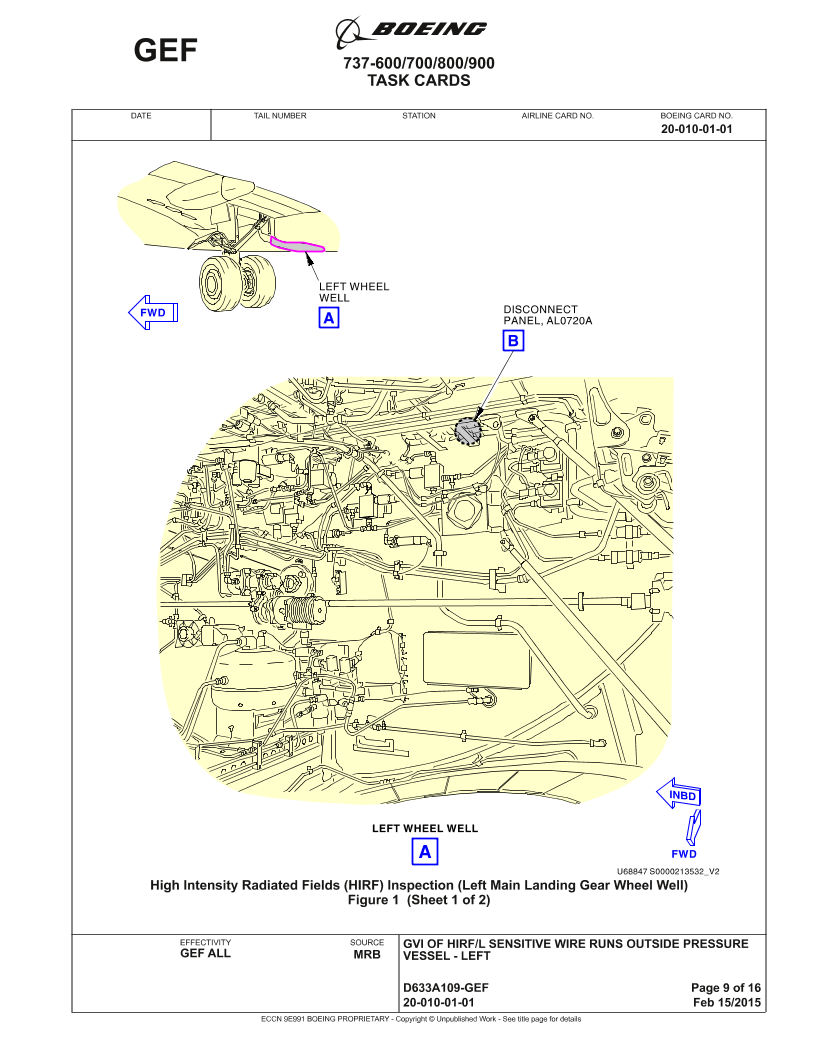 GEF
BOEING
737-600/700/800/900
TASK CARDS
DATE
TAIL NUMBER
STATION
AIRLINE CARD NO.
BOEING CARD NO.
20-010-01-01
LEFT WHEEL
WELL
A
FWD
DISCONNECT
PANEL, AL0720A
B
INBD
FWD
LEFT WHEEL WELL
A
U68847 S0000213532_V2
High Intensity Radiated Fields (HIRF) Inspection (Left Main Landing Gear Wheel Well)
Figure 1 (Sheet 1 of 2)
EFFECTIVITY
GEF ALL
SOURCE
MRB
GVI OF HIRF/L SENSITIVE WIRE RUNS OUTSIDE PRESSURE
VESSEL - LEFT
D633A109-GEF
Page 9 of 16
20-010-01-01
Feb 15/2015
ECCN 9E991 BOEING PROPRIETARY - Copyright © Unpublished Work - See title page for details